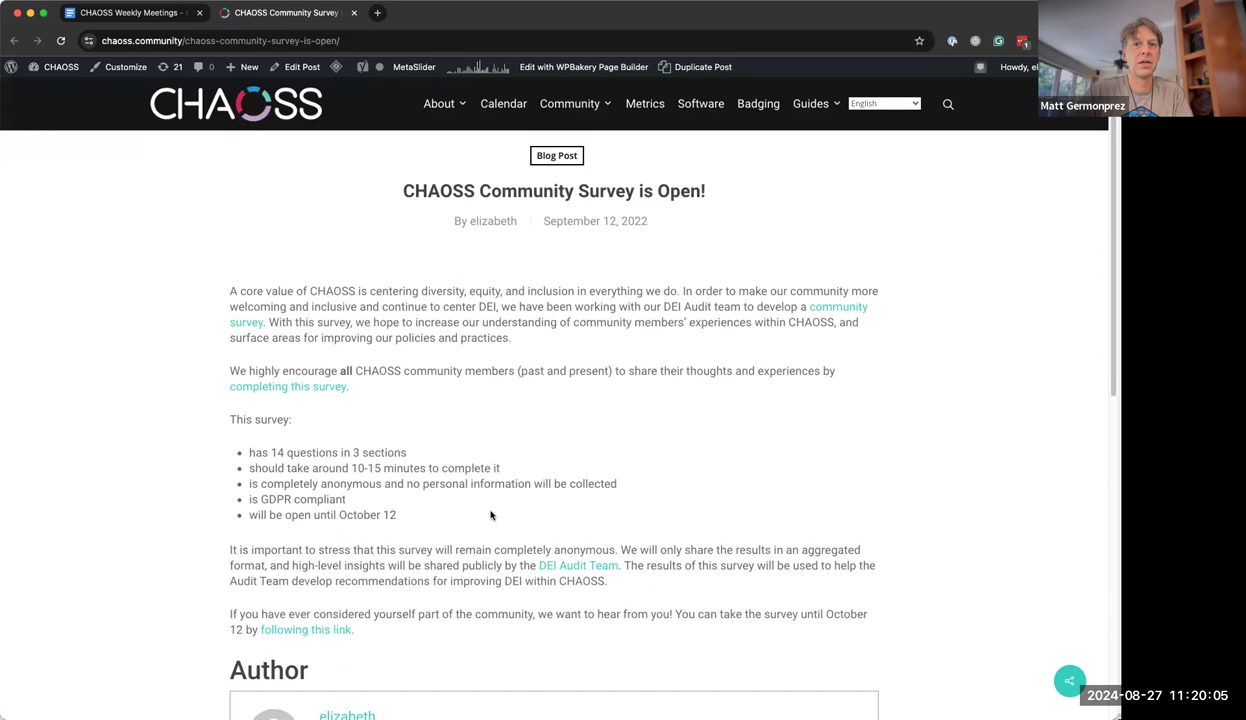 CHAOSS Weekly Meetings -
CHAOSS Community Survey
chaoss.community/chaoss-community-survey-is-open/
CHAOSS Customize 21 0 New Edit Post MetaSlider Edit with WPBakery Page Builder Duplicate Post Howdy, el
CHAOSS
About Calendar Community Metrics Software Badging Guides English
Matt Germonprez
Blog Post
CHAOSS Community Survey is Open!
By elizabeth September 12, 2022
A core value of CHAOSS is centering diversity, equity, and inclusion in everything we do. In order to make our community more
welcoming and inclusive and continue to center DEI, we have been working with our DEI Audit team to develop a community
survey. With this survey, we hope to increase our understanding of community members' experiences within CHAOSS, and
surface areas for improving our policies and practices.
We highly encourage all CHAOSS community members (past and present) to share their thoughts and experiences by
completing this survey.
This survey:
• has 14 questions in 3 sections
• should take around 10-15 minutes to complete it
• is completely anonymous and no personal information will be collected
• is GDPR compliant
• will be open until October 12
It is important to stress that this survey will remain completely anonymous. We will only share the results in an aggregated
format, and high-level insights will be shared publicly by the DEI Audit Team. The results of this survey will be used to help the
Audit Team develop recommendations for improving DEI within CHAOSS.
If you have ever considered yourself part of the community, we want to hear from you! You can take the survey until October
12 by following this link.
Author
elizabeth
2024-08-27 11:20:05